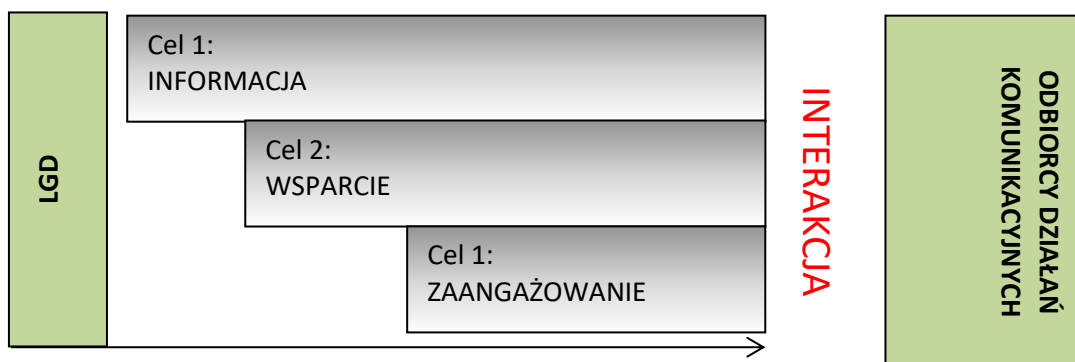 LGD
Cel 1:
INFORMACJA
Cel 2:
WSPARCIE
Cel 1:
ZAANGAŻOWANIE
INTERAKCJA
ODBIORCY DZIAŁAŃ
KOMUNIKACYJNYCH